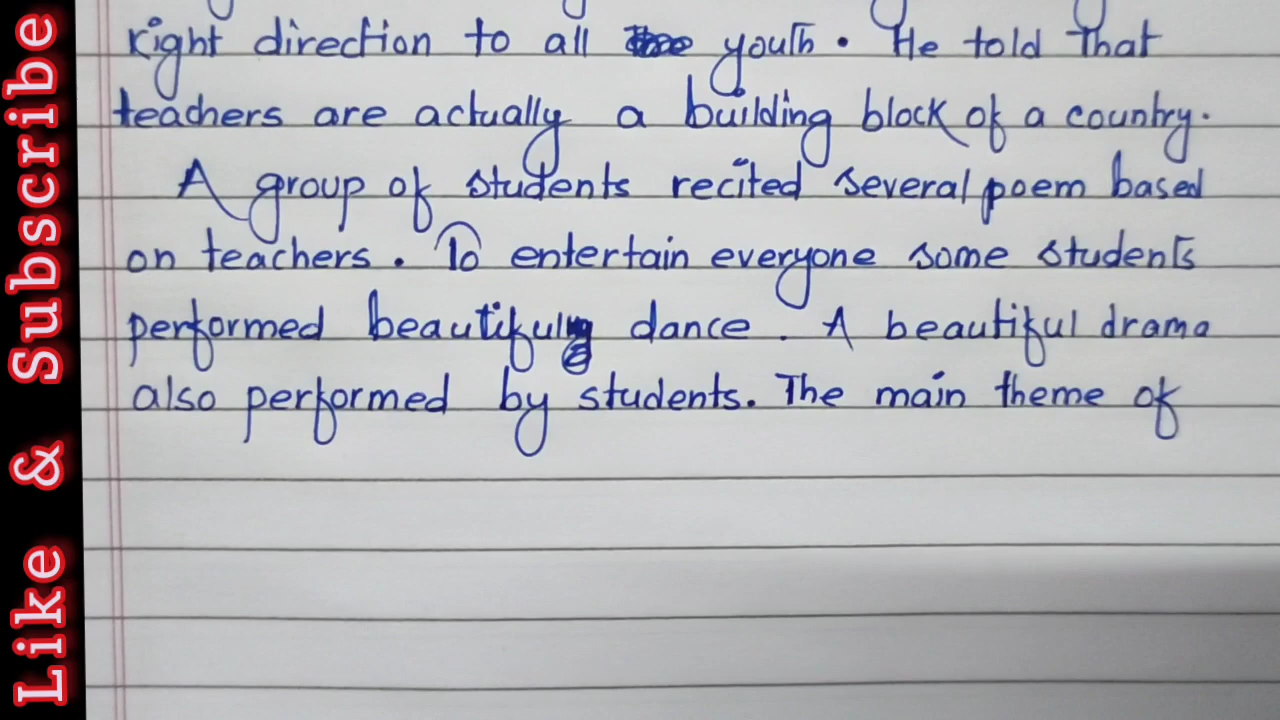 Like & Subscribe
right direction to all youth. He told that
teachers are actually a building block of a country.
A group of students recited several poem based
on teachers. To entertain everyone some students
performed beautiful dance. A beautiful drama
also performed by students. The main theme of